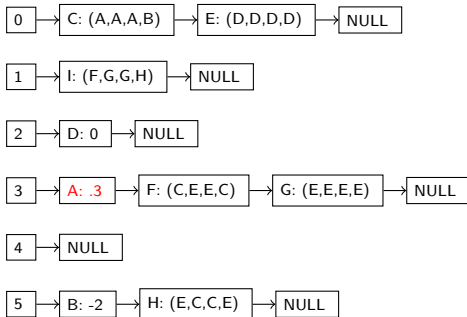 0 C: (A,A,A,B) E: (D,D,D,D) NULL
1 I: (F,G,G,H) NULL
2 D: 0 NULL
3 A: .3 F: (C,E,E,C) G: (E,E,E,E) NULL
4 NULL
5 B: -2 H: (E,C,C,E) NULL